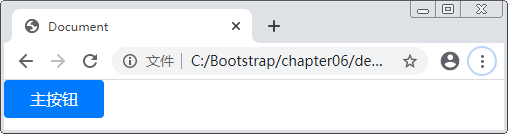 Document
文件 C:/Bootstrap/chapter06/de...
主按钮